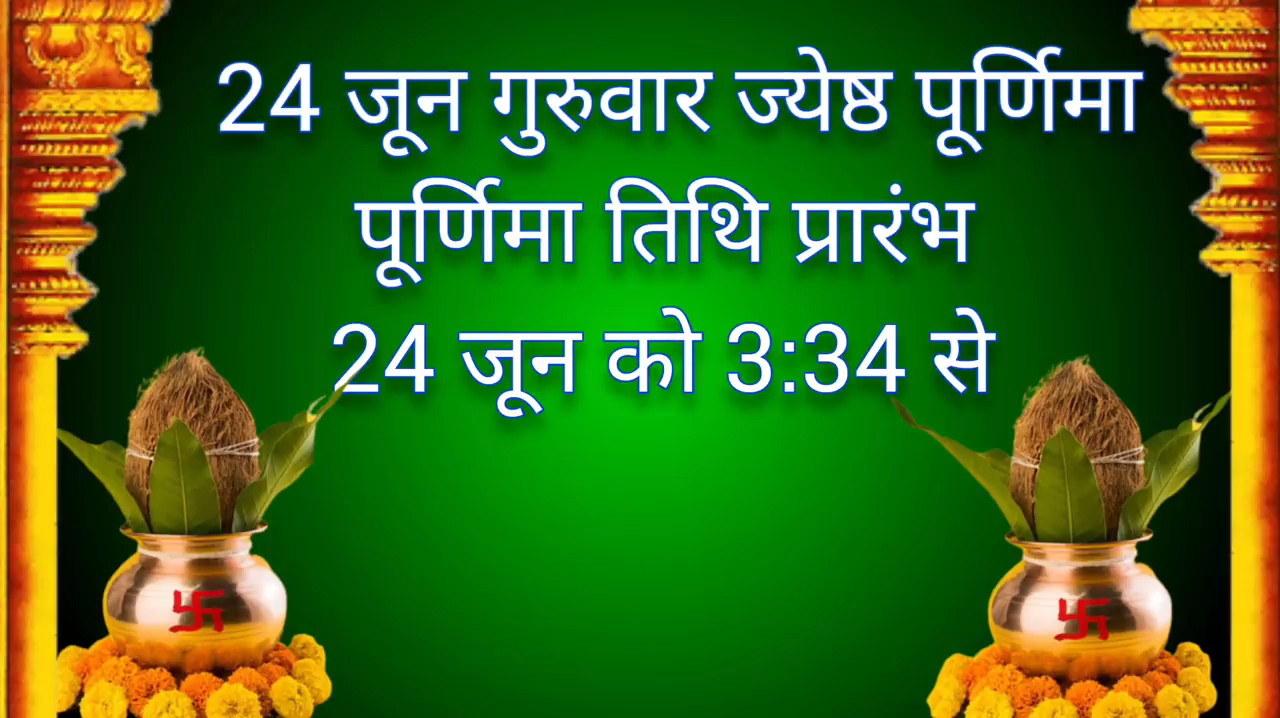 24 जून गुरुवार ज्येष्ठ पूर्णिमा
पूर्णिमा तिथि प्रारंभ
24 जून को 3:34 से